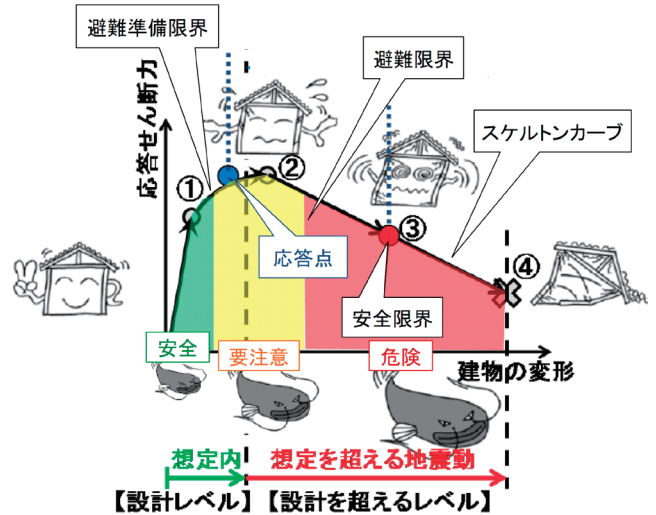 避難準備限界
避難限界
スケルトンカーブ
応答せん断力
①
②
③
④
応答点
安全限界
安全
要注意
危険
建物の変形
想定内
想定を超える地震動
【設計レベル】
【設計を超えるレベル】